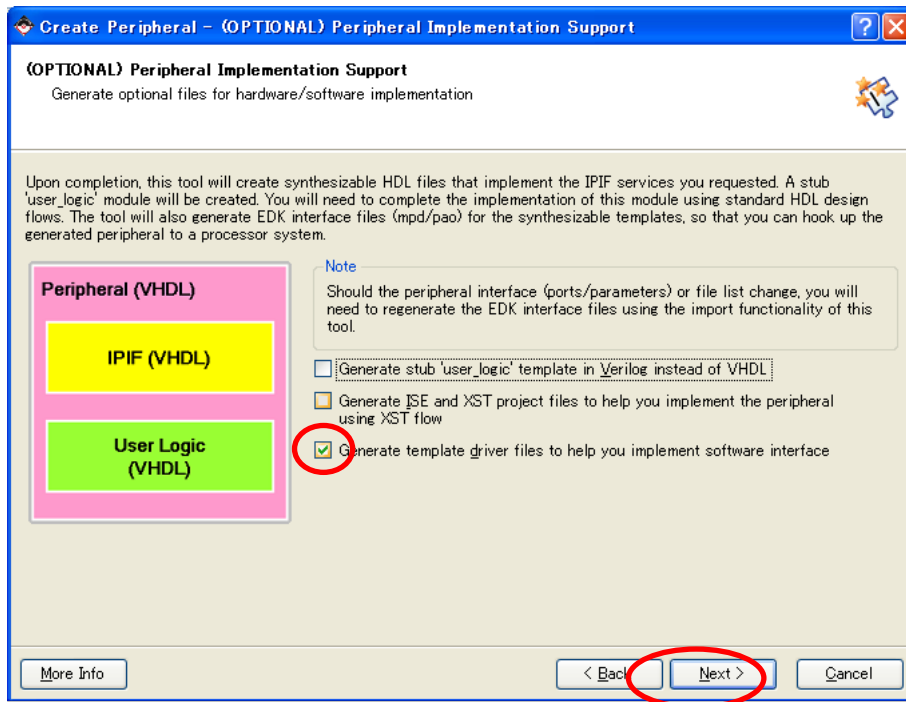 Create Peripheral - (OPTIONAL) Peripheral Implementation Support
(OPTIONAL) Peripheral Implementation Support
Generate optional files for hardware/software implementation
Upon completion, this tool will create synthesizable HDL files that implement the IPIF services you requested. A stub
'user_logic' module will be created. You will need to complete the implementation of this module using standard HDL design
flows. The tool will also generate EDK interface files (mpd/pao) for the synthesizable templates, so that you can hook up the
generated peripheral to a processor system.
Peripheral (VHDL)
IPIF (VHDL)
User Logic
(VHDL)
Note
Should the peripheral interface (ports/parameters) or file list change, you will
need to regenerate the EDK interface files using the import functionality of this
tool.
Generate stub 'user_logic' template in Verilog instead of VHDL
Generate ISE and XST project files to help you implement the peripheral
using XST flow
Generate template driver files to help you implement software interface
More Info
< Back
Next >
Cancel